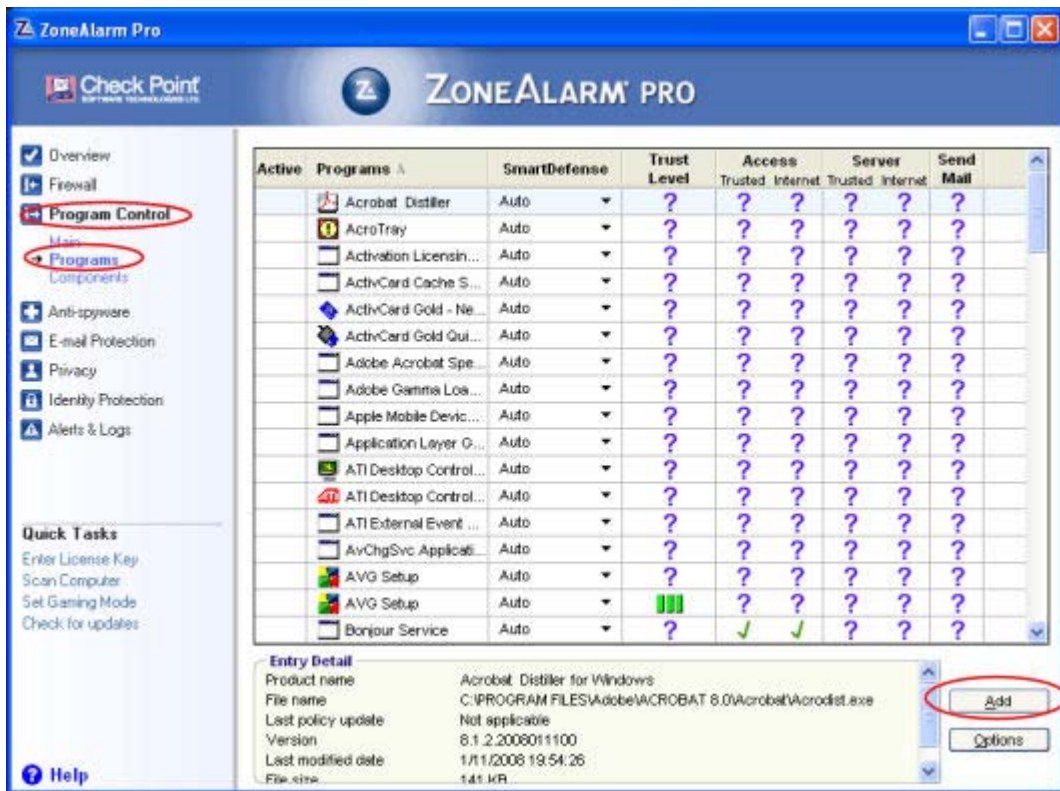 ZoneAlarm Pro
Check Point
SOFTWARE TECHNOLOGIES LTD.
ZONEALARM PRO
Overview
Firewall
Program Control
Main
Programs
Components
Anti-spyware
E-mail Protection
Privacy
Identity Protection
Alerts & Logs
Quick Tasks
Enter License Key
Scan Computer
Set Gaming Mode
Check for updates
Help
Active Programs SmartDefense Trust Level Access Server Send Mail
Trusted Internet Trusted Internet
Acrobat Distiller Auto ? ? ? ? ? ?
AcroTray Auto ? ? ? ? ? ?
Activation Licensin... Auto ? ? ? ? ? ?
ActivCard Cache S... Auto ? ? ? ? ? ?
ActivCard Gold - Ne... Auto ? ? ? ? ? ?
ActivCard Gold Qui... Auto ? ? ? ? ? ?
Adobe Acrobat Spe... Auto ? ? ? ? ? ?
Adobe Gamma Loa... Auto ? ? ? ? ? ?
Apple Mobile Devic... Auto ? ? ? ? ? ?
Application Layer G... Auto ? ? ? ? ? ?
ATI Desktop Control... Auto ? ? ? ? ? ?
ATI Desktop Control... Auto ? ? ? ? ? ?
ATI External Event ... Auto ? ? ? ? ? ?
AvChgSvc Applicati... Auto ? ? ? ? ? ?
AVG Setup Auto ? ? ? ? ? ?
AVG Setup Auto ? ? ? ? ?
Bonjour Service Auto ? ? ? ?
Entry Detail
Product name Acrobat Distiller for Windows
File name C:\PROGRAM FILES\Adobe\ACROBAT 8.0\Acrobat\Acrodist.exe
Last policy update Not applicable
Version 8.1.2.2008011100
Last modified date 1/11/2008 19:54:26
File size 141 KB
Add
Options